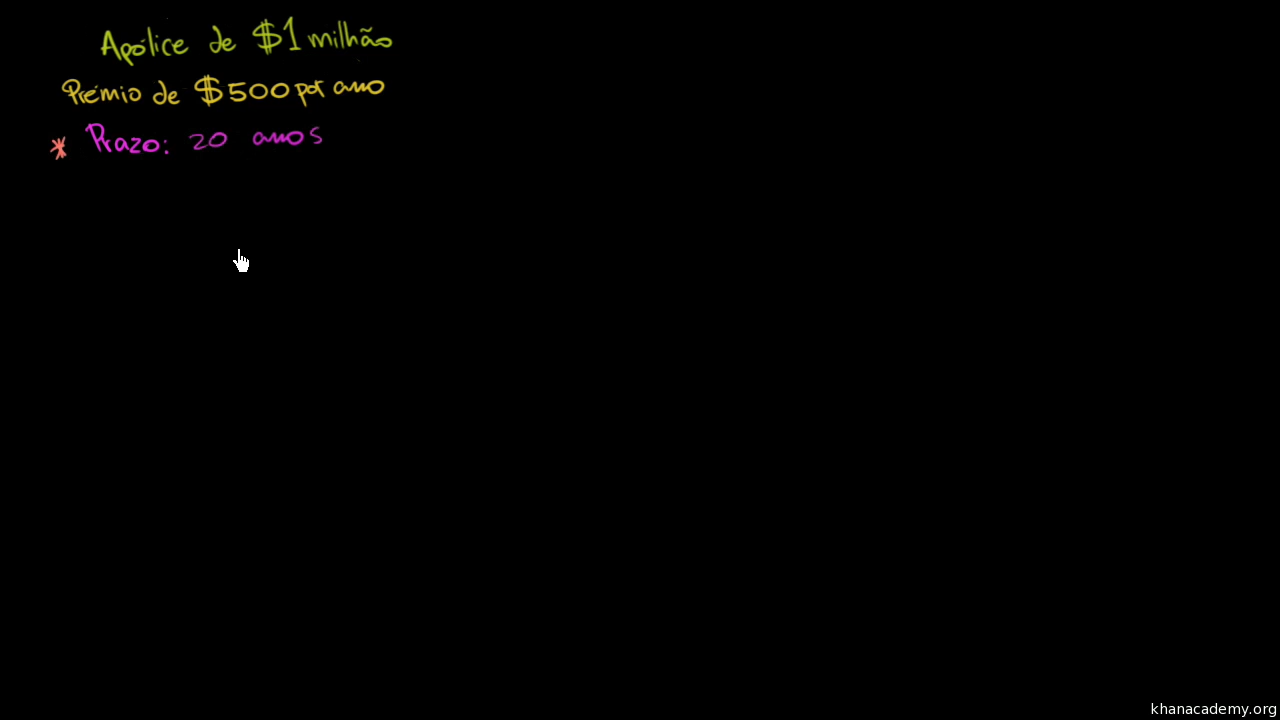 Apólice de $1 milhão
Prêmio de $500 por ano
* Prazo: 20 anos
khanacademy.org